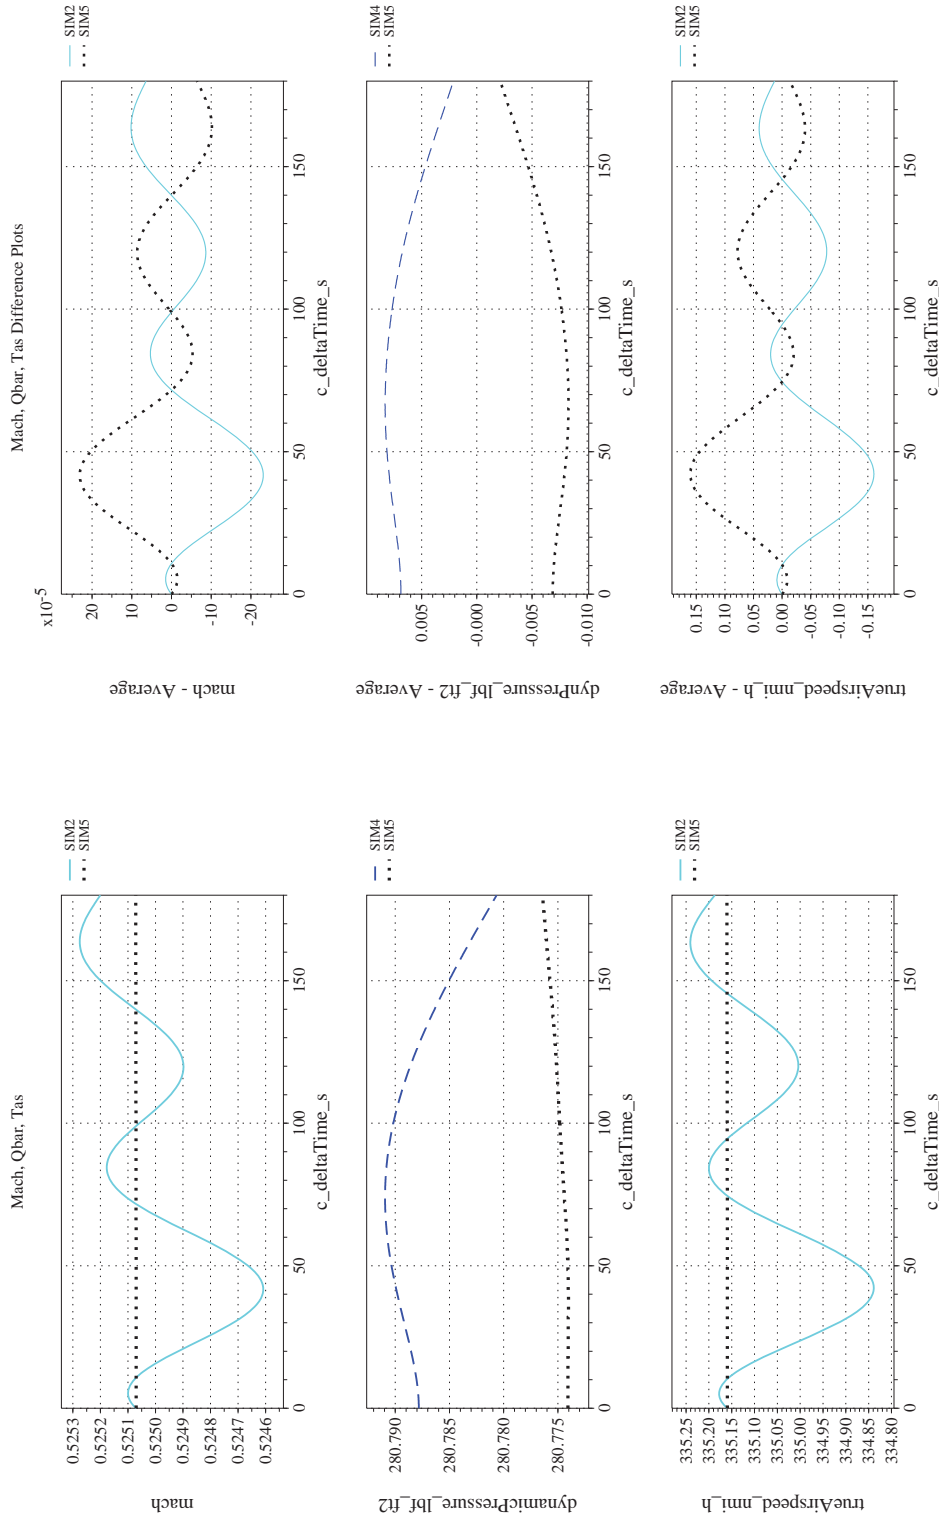 Mach, Qbar, Tas
SIM2
SIM5
0.5253
0.5252
0.5251
0.5250
0.5249
0.5248
0.5247
0.5246
mach
0
50
100
150
c_deltaTime_s
SIM4
SIM5
280.790
280.785
280.780
280.775
dynamicPressure_lbf_ft2
0
50
100
150
c_deltaTime_s
SIM2
SIM5
335.25
335.20
335.15
335.10
335.05
335.00
334.95
334.90
334.85
334.80
trueAirspeed_nmi_h
0
50
100
150
c_deltaTime_s
Mach, Qbar, Tas Difference Plots
x10-5
SIM2
SIM5
20
10
0
-10
-20
mach - Average
0
50
100
150
c_deltaTime_s
SIM4
SIM5
0.005
-0.000
-0.005
-0.010
dynPressure_lbf_ft2 - Average
0
50
100
150
c_deltaTime_s
SIM2
SIM5
0.15
0.10
0.05
0.00
-0.05
-0.10
-0.15
trueAirspeed_nmi_h - Average
0
50
100
150
c_deltaTime_s